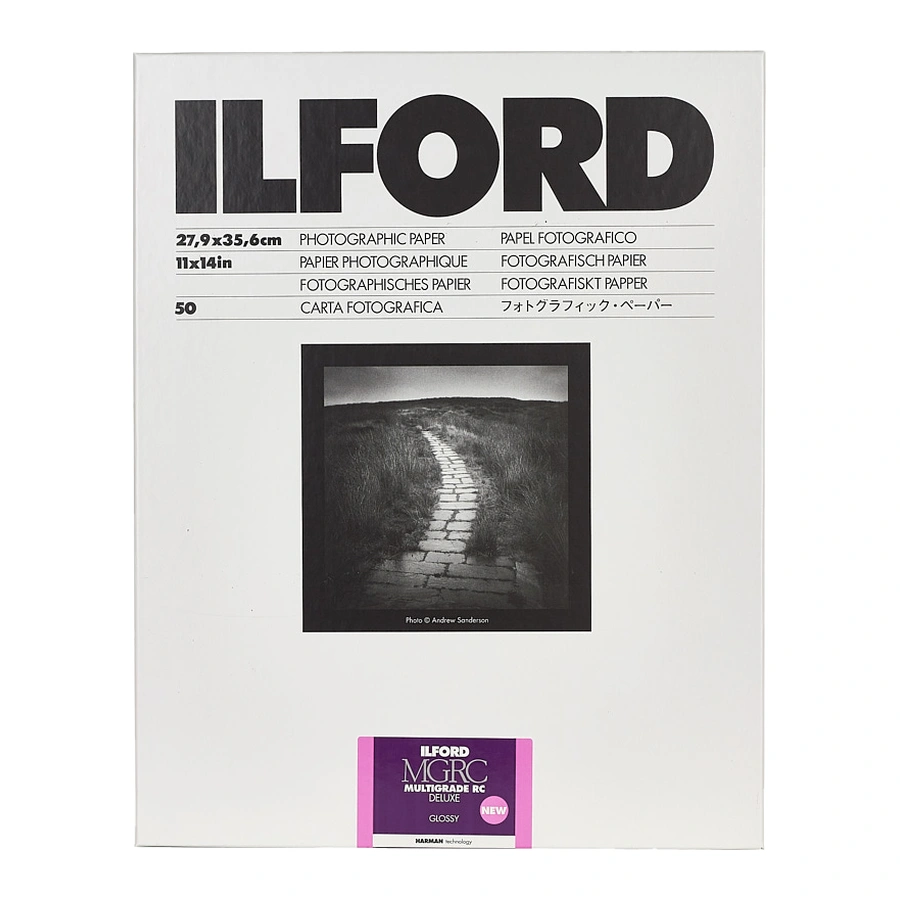 ILFORD
27,9x35,6cm PHOTOGRAPHIC PAPER PAPEL FOTOGRAFICO
11x14in PAPIER PHOTOGRAPHIQUE FOTOGRAFISCH PAPIER
FOTOGRAPHISCHES PAPIER FOTOGRAFISKT PAPPER
50 CARTA FOTOGRAFICA フォトグラフィック・ペーパー
Photo © Andrew Sanderson
ILFORD
MGRC
MULTIGRADE RC
DELUXE
NEW
GLOSSY
HARMAN technology